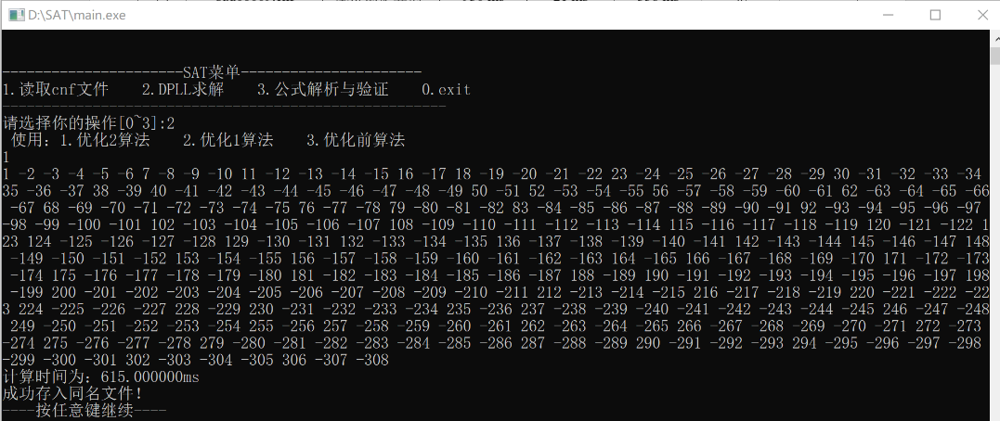 D:\SAT\main.exe
----------------------SAT菜单----------------------
1.读取cnf文件    2.DPLL求解    3.公式解析与验证    0.exit
------------------------------------------------------
请选择你的操作[0~3]:2
 使用：1.优化2算法    2.优化1算法    3.优化前算法
1
1 -2 -3 -4 -5 -6 7 -8 -9 -10 11 -12 -13 -14 -15 16 -17 18 -19 -20 -21 -22 23 -24 -25 -26 -27 -28 -29 30 -31 -32 -33 -34
35 -36 -37 38 -39 40 -41 -42 -43 -44 -45 -46 -47 -48 -49 50 -51 52 -53 -54 -55 56 -57 -58 -59 -60 -61 62 -63 -64 -65 -66
 -67 68 -69 -70 -71 -72 -73 -74 -75 76 -77 -78 79 -80 -81 -82 83 -84 -85 -86 -87 -88 -89 -90 -91 92 -93 -94 -95 -96 -97
-98 -99 -100 -101 102 -103 -104 -105 -106 -107 108 -109 -110 -111 -112 -113 -114 115 -116 -117 -118 -119 120 -121 -122 1
23 124 -125 -126 -127 -128 129 -130 -131 132 -133 -134 -135 136 -137 -138 -139 -140 -141 142 -143 -144 145 -146 -147 148
 -149 -150 -151 -152 153 -154 -155 156 -157 -158 -159 -160 -161 -162 -163 164 165 166 -167 -168 -169 -170 171 -172 -173
 -174 175 -176 -177 -178 -179 -180 181 -182 -183 -184 -185 -186 -187 188 -189 190 -191 -192 -193 -194 -195 -196 -197 198
 -199 200 -201 -202 -203 -204 -205 -206 -207 -208 -209 -210 -211 212 -213 -214 -215 216 -217 -218 -219 220 -221 -222 -22
3 224 -225 -226 -227 228 -229 230 -231 -232 -233 -234 235 236 237 -238 -239 -240 -241 -242 -243 -244 -245 246 -247 -248
 249 -250 -251 -252 -253 -254 255 -256 257 -258 -259 -260 -261 262 -263 -264 -265 266 -267 -268 -269 -270 -271 272 -273
-274 275 -276 -277 -278 279 -280 -281 -282 -283 -284 -285 -286 287 -288 -289 290 -291 -292 -293 294 -295 -296 -297 -298
-299 -300 -301 302 -303 -304 -305 306 -307 -308
计算时间为：615.000000ms
成功存入同名文件！
----按任意键继续----